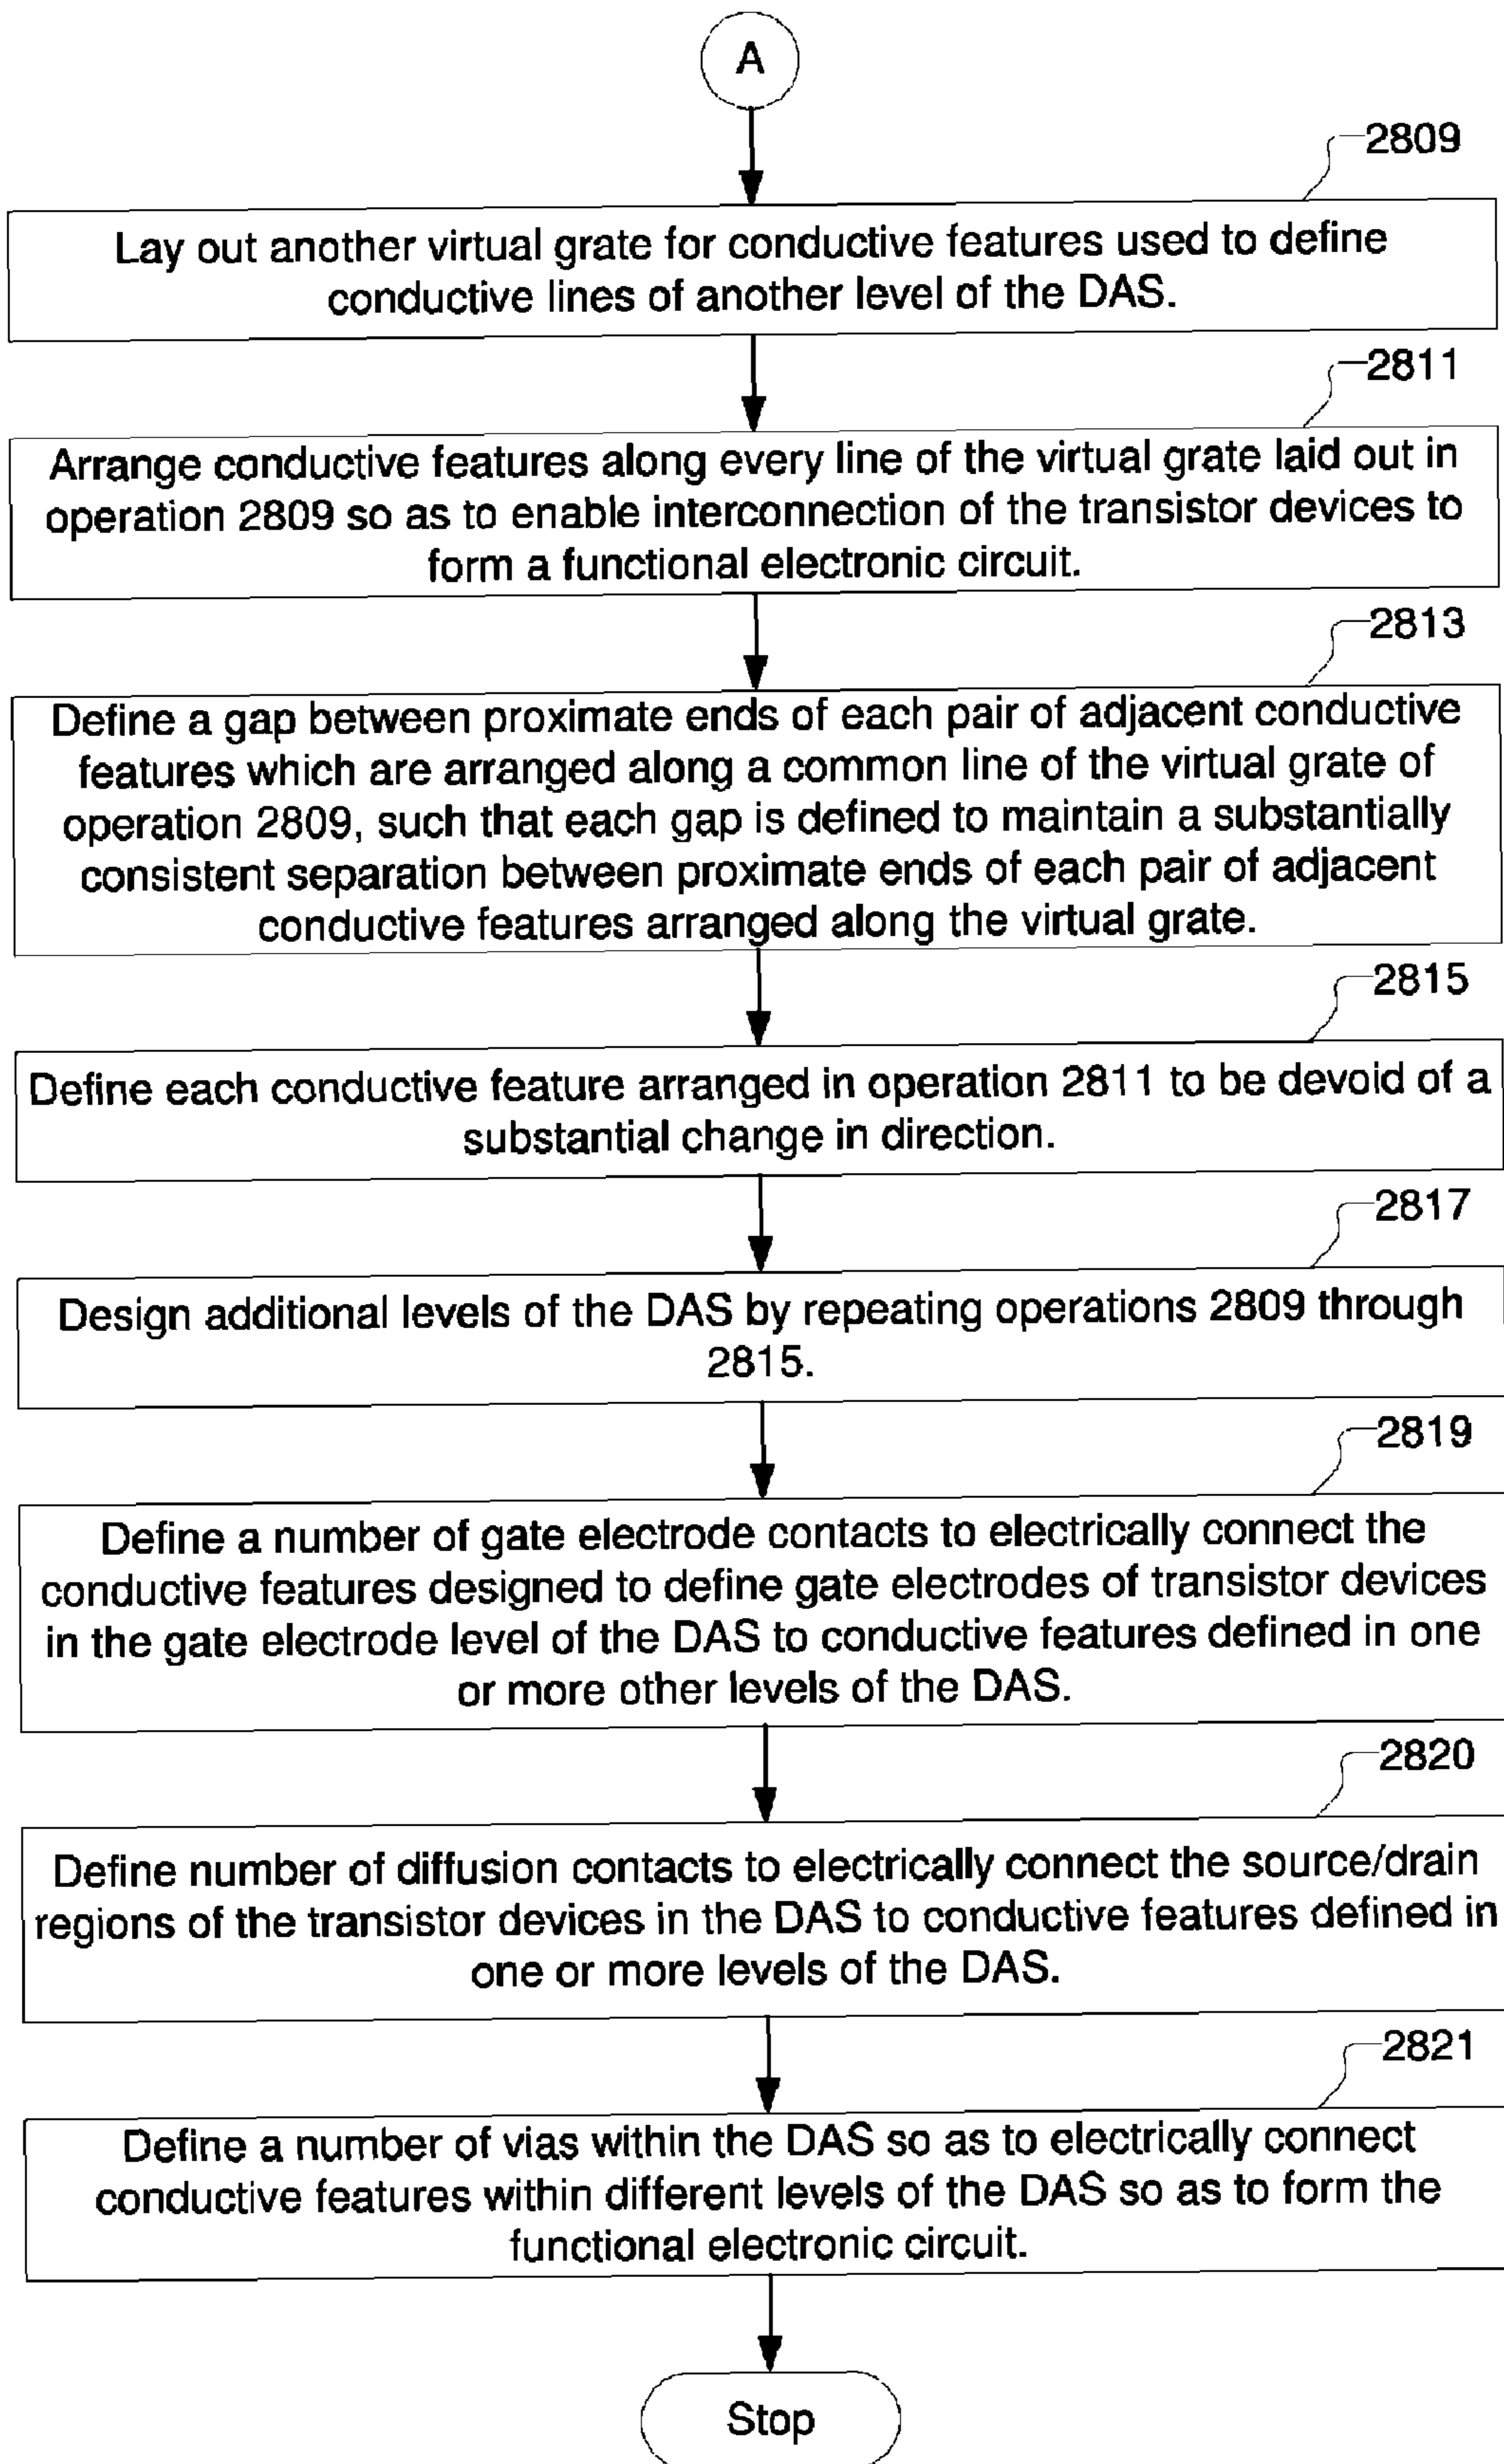 A
2809
Lay out another virtual grate for conductive features used to define
conductive lines of another level of the DAS.
2811
Arrange conductive features along every line of the virtual grate laid out in
operation 2809 so as to enable interconnection of the transistor devices to
form a functional electronic circuit.
2813
Define a gap between proximate ends of each pair of adjacent conductive
features which are arranged along a common line of the virtual grate of
operation 2809, such that each gap is defined to maintain a substantially
consistent separation between proximate ends of each pair of adjacent
conductive features arranged along the virtual grate.
2815
Define each conductive feature arranged in operation 2811 to be devoid of a
substantial change in direction.
2817
Design additional levels of the DAS by repeating operations 2809 through
2815.
2819
Define a number of gate electrode contacts to electrically connect the
conductive features designed to define gate electrodes of transistor devices
in the gate electrode level of the DAS to conductive features defined in one
or more other levels of the DAS.
2820
Define number of diffusion contacts to electrically connect the source/drain
regions of the transistor devices in the DAS to conductive features defined in
one or more levels of the DAS.
2821
Define a number of vias within the DAS so as to electrically connect
conductive features within different levels of the DAS so as to form the
functional electronic circuit.
Stop